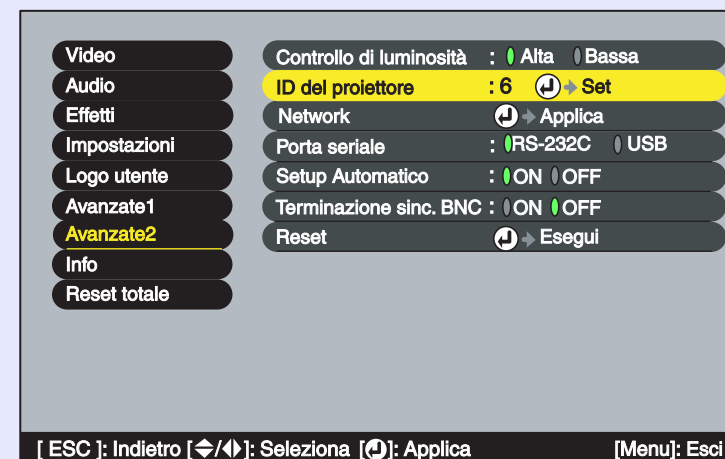 Video
Audio
Effetti
Impostazioni
Logo utente
Avanzate1
Avanzate2
Info
Reset totale
Controllo di luminosità : Alta Bassa
ID del proiettore : 6 Set
Network Applica
Porta seriale : RS-232C USB
Setup Automatico : ON OFF
Terminazione sinc. BNC : ON OFF
Reset Esegui
[ ESC ]: Indietro [ / ]: Seleziona [ ]: Applica [Menu]: Esci